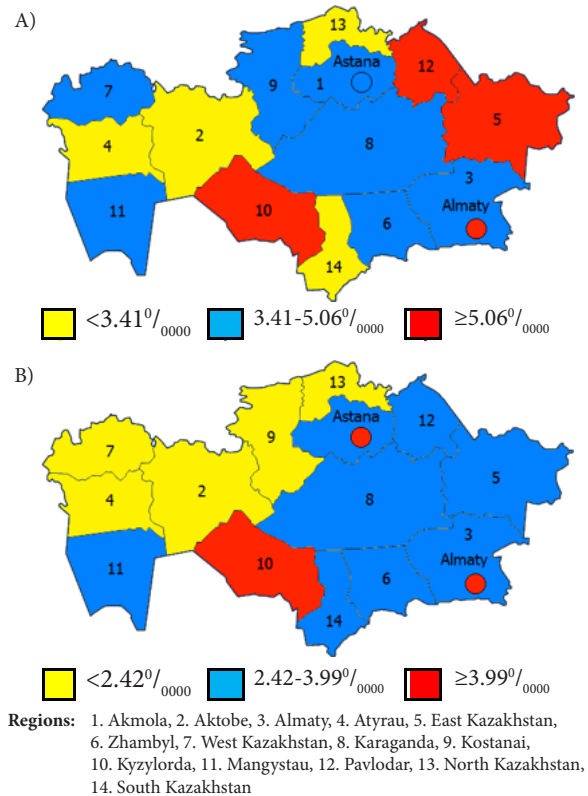 A)
13
Astana
12
7
9
1
5
2
8
4
3
11
10
6
Almaty
14
<3.41⁰/₀₀₀₀ 3.41-5.06⁰/₀₀₀₀ ≥5.06⁰/₀₀₀₀
B)
13
Astana
12
7
9
5
2
8
4
3
11
10
6
Almaty
14
<2.42⁰/₀₀₀₀ 2.42-3.99⁰/₀₀₀₀ ≥3.99⁰/₀₀₀₀
Regions: 1. Akmola, 2. Aktobe, 3. Almaty, 4. Atyrau, 5. East Kazakhstan,
6. Zhambyl, 7. West Kazakhstan, 8. Karaganda, 9. Kostanai,
10. Kyzylorda, 11. Mangystau, 12. Pavlodar, 13. North Kazakhstan,
14. South Kazakhstan